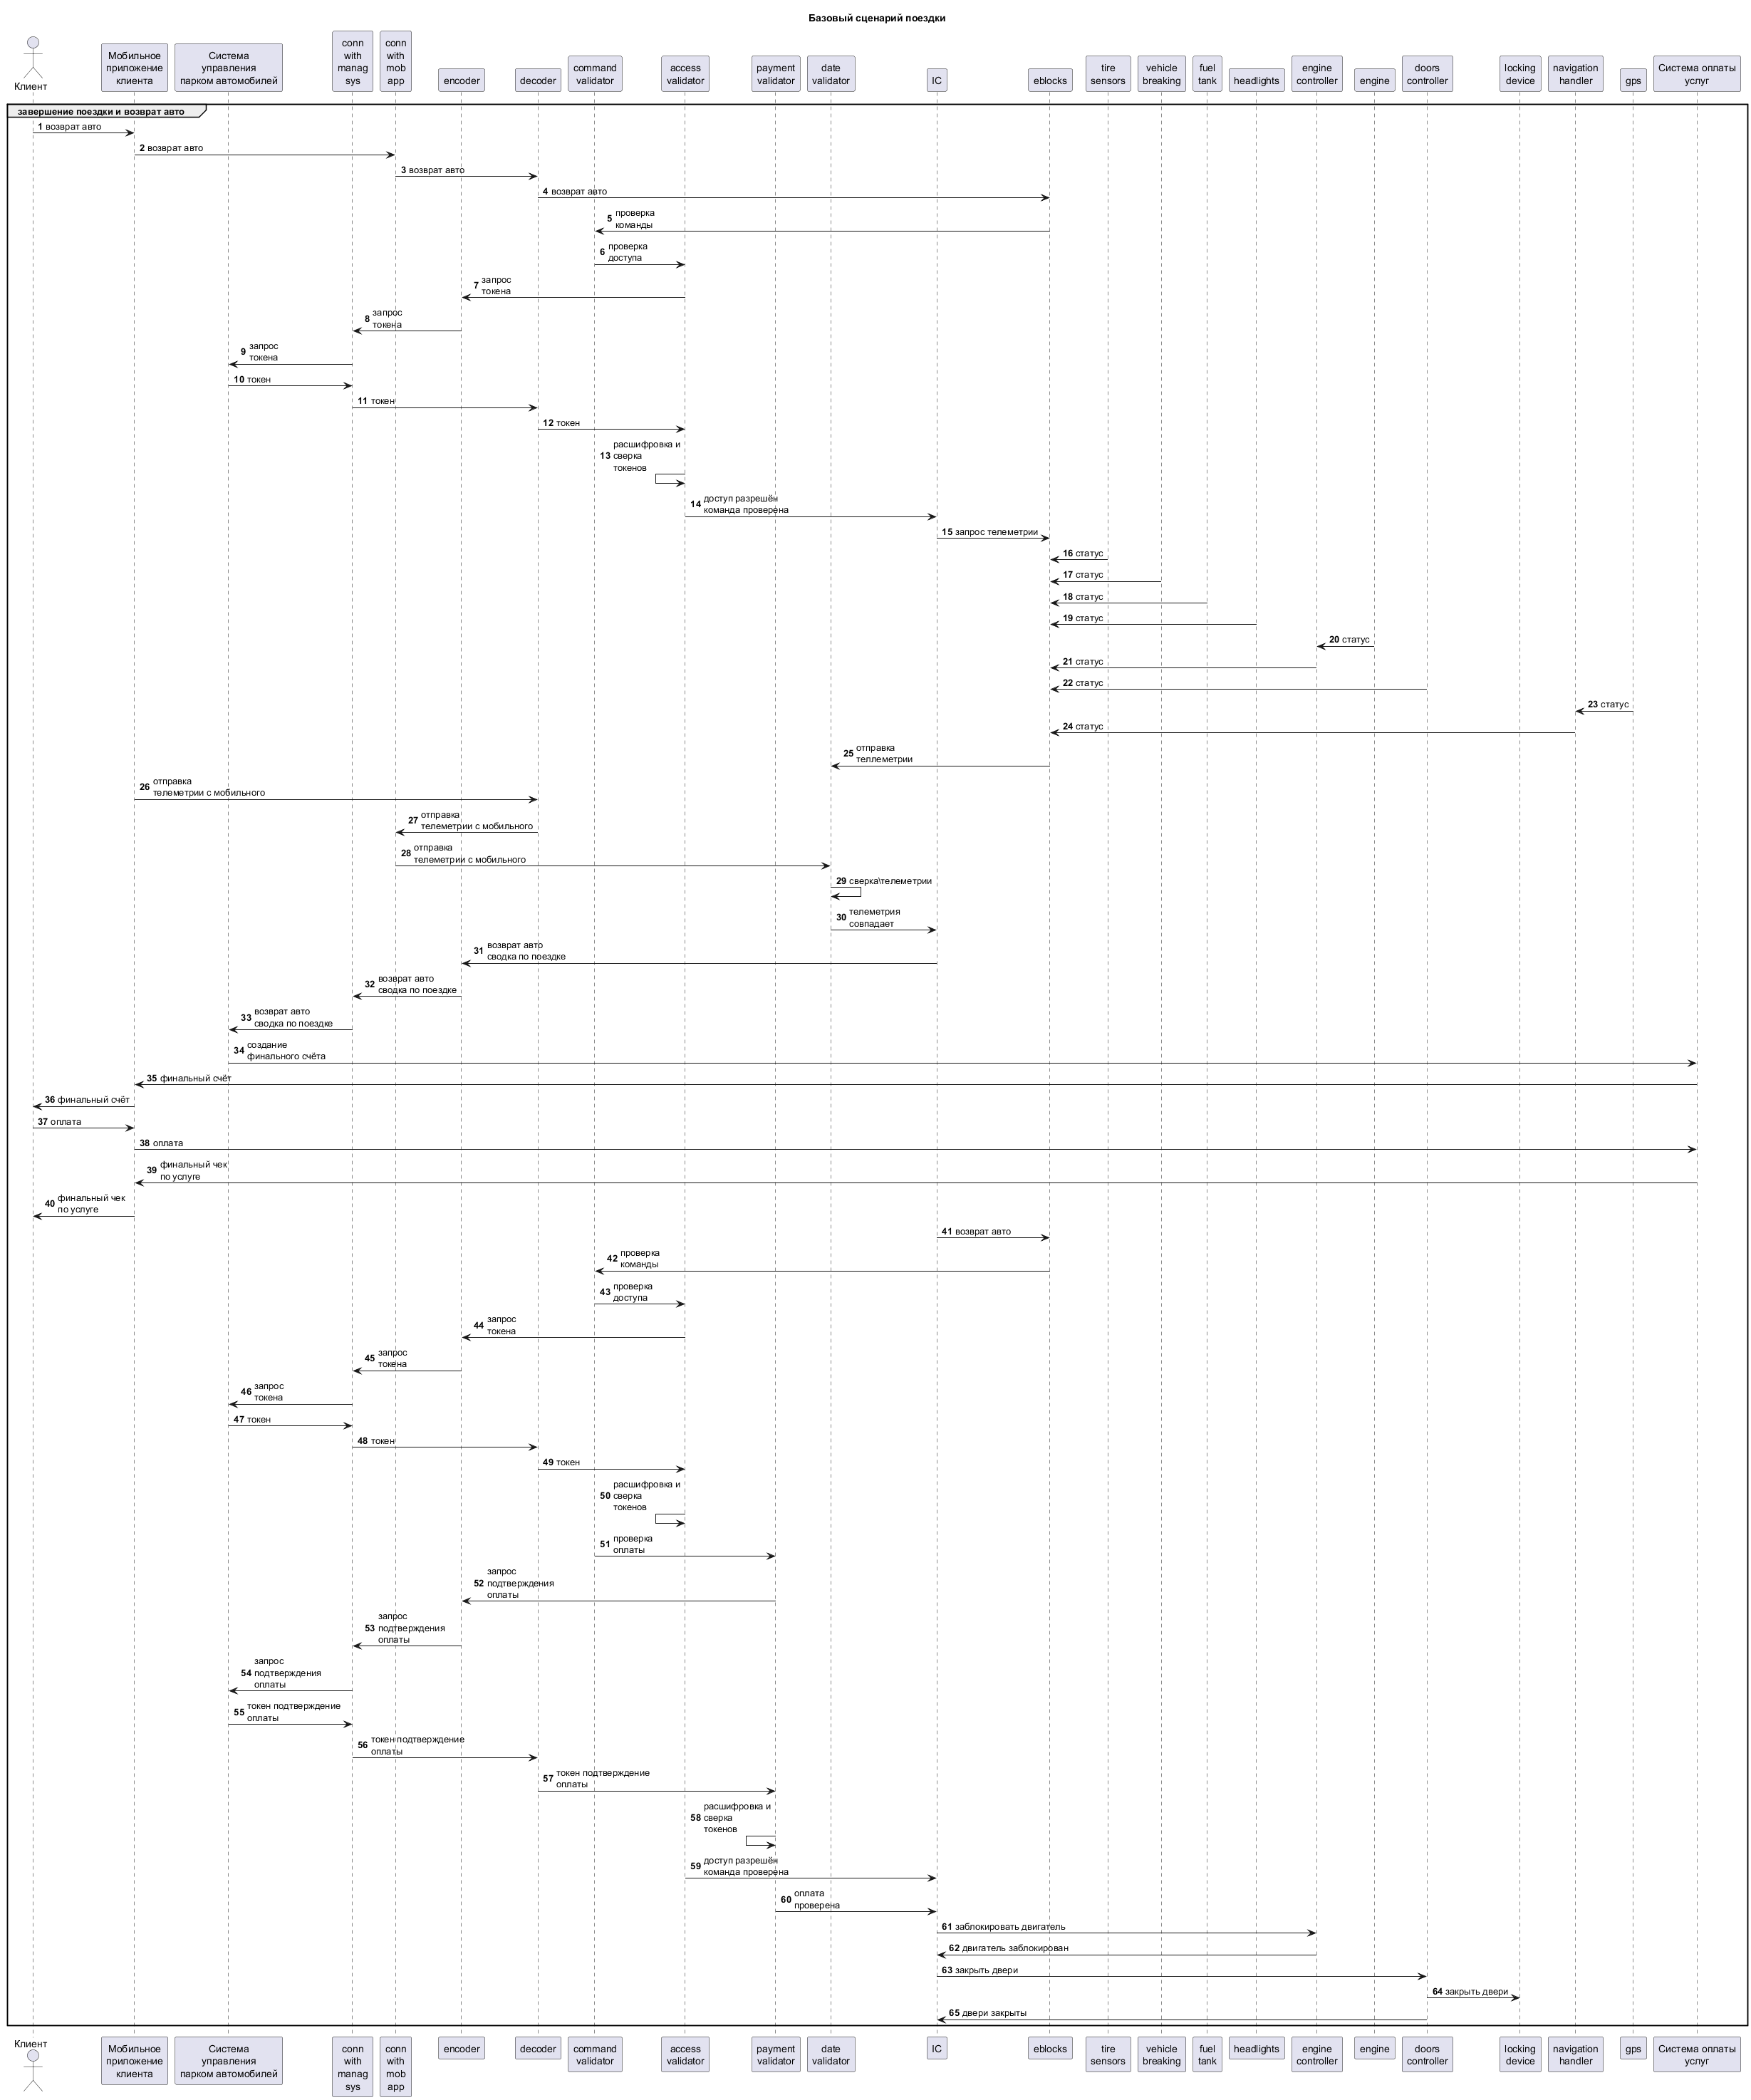 Базовый сценарий поездки
Клиент
Мобильное
приложение
клиента
Система
управления
парком автомобилей
conn
with
manag
sys
conn
with
mob
app
encoder
decoder
command
validator
access
validator
payment
validator
date
validator
IC
eblocks
tire
sensors
vehicle
breaking
fuel
tank
headlights
engine
controller
engine
doors
controller
locking
device
navigation
handler
gps
Система оплаты
услуг
завершение поездки и возврат авто
1 возврат авто
2 возврат авто
3 возврат авто
4 возврат авто
5 проверка
команды
6 проверка
доступа
7 запрос
токена
8 запрос
токена
9 запрос
токена
10 токен
11 токен
12 токен
13 расшифровка и
сверка
токенов
14 доступ разрешён
команда проверена
15 запрос телеметрии
16 статус
17 статус
18 статус
19 статус
20 статус
21 статус
22 статус
23 статус
24 статус
25 отправка
теллеметрии
26 отправка
телеметрии с мобильного
27 отправка
телеметрии с мобильного
28 отправка
телеметрии с мобильного
29 сверка\телеметрии
30 телеметрия
совпадает
31 возврат авто
сводка по поездке
32 возврат авто
сводка по поездке
33 возврат авто
сводка по поездке
34 создание
финального счёта
35 финальный счёт
36 финальный счёт
37 оплата
38 оплата
39 финальный чек
по услуге
40 финальный чек
по услуге
41 возврат авто
42 проверка
команды
43 проверка
доступа
44 запрос
токена
45 запрос
токена
46 запрос
токена
47 токен
48 токен
49 токен
50 расшифровка и
сверка
токенов
51 проверка
оплаты
52 запрос
подтверждения
оплаты
53 запрос
подтверждения
оплаты
54 запрос
подтверждения
оплаты
55 токен подтверждение
оплаты
56 токен подтверждение
оплаты
57 токен подтверждение
оплаты
58 расшифровка и
сверка
токенов
59 доступ разрешён
команда проверена
60 оплата
проверена
61 заблокировать двигатель
62 двигатель заблокирован
63 закрыть двери
64 закрыть двери
65 двери закрыты
Клиент
Мобильное
приложение
клиента
Система
управления
парком автомобилей
conn
with
manag
sys
conn
with
mob
app
encoder
decoder
command
validator
access
validator
payment
validator
date
validator
IC
eblocks
tire
sensors
vehicle
breaking
fuel
tank
headlights
engine
controller
engine
doors
controller
locking
device
navigation
handler
gps
Система оплаты
услуг